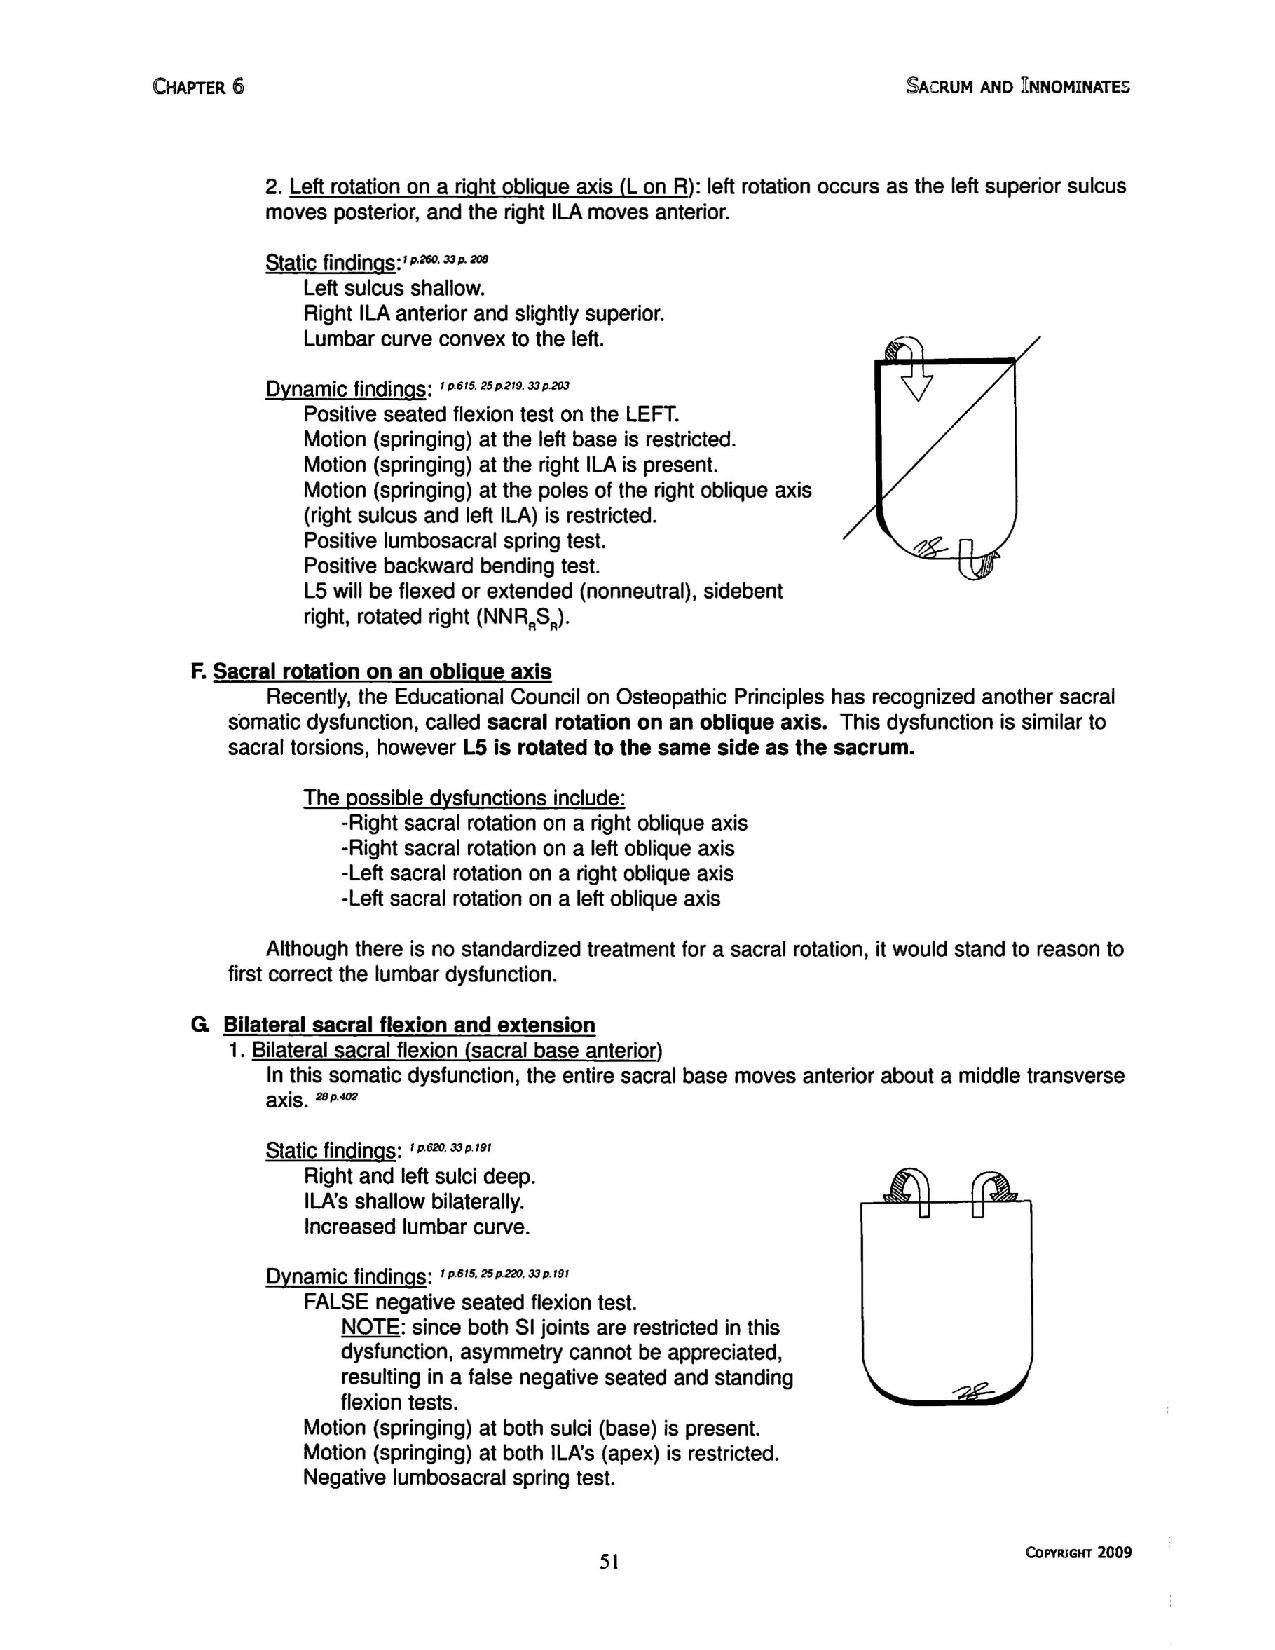 CHAPTER 6
SACRUM AND INNOMINATES
2. Left rotation on a right oblique axis (L on R): left rotation occurs as the left superior sulcus
moves posterior, and the right ILA moves anterior.
Static findings:1 p.260, 33 p. 208
Left sulcus shallow.
Right ILA anterior and slightly superior.
Lumbar curve convex to the left.
Dynamic findings: 1 p.615, 25 p.219, 33 p.203
Positive seated flexion test on the LEFT.
Motion (springing) at the left base is restricted.
Motion (springing) at the right ILA is present.
Motion (springing) at the poles of the right oblique axis
(right sulcus and left ILA) is restricted.
Positive lumbosacral spring test.
Positive backward bending test.
L5 will be flexed or extended (nonneutral), sidebent
right, rotated right (NNRRSR).
F. Sacral rotation on an oblique axis
Recently, the Educational Council on Osteopathic Principles has recognized another sacral
somatic dysfunction, called sacral rotation on an oblique axis. This dysfunction is similar to
sacral torsions, however L5 is rotated to the same side as the sacrum.
The possible dysfunctions include:
-Right sacral rotation on a right oblique axis
-Right sacral rotation on a left oblique axis
-Left sacral rotation on a right oblique axis
-Left sacral rotation on a left oblique axis
Although there is no standardized treatment for a sacral rotation, it would stand to reason to
first correct the lumbar dysfunction.
G. Bilateral sacral flexion and extension
1. Bilateral sacral flexion (sacral base anterior)
In this somatic dysfunction, the entire sacral base moves anterior about a middle transverse
axis. 28 p.402
Static findings: 1 p.620, 33 p.191
Right and left sulci deep.
ILA's shallow bilaterally.
Increased lumbar curve.
Dynamic findings: 1 p.615, 25 p.220, 33 p.191
FALSE negative seated flexion test.
NOTE: since both SI joints are restricted in this
dysfunction, asymmetry cannot be appreciated,
resulting in a false negative seated and standing
flexion tests.
Motion (springing) at both sulci (base) is present.
Motion (springing) at both ILA's (apex) is restricted.
Negative lumbosacral spring test.
51
COPYRIGHT 2009